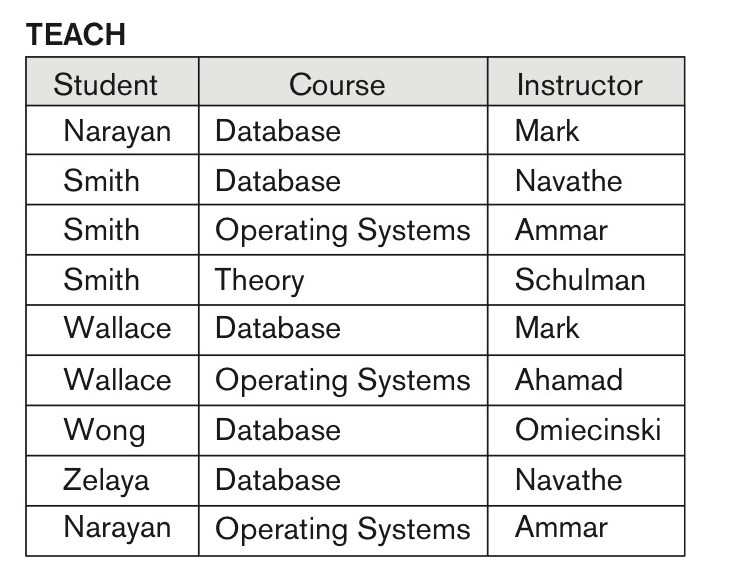 TEACH
Student Course Instructor
Narayan Database Mark
Smith Database Navathe
Smith Operating Systems Ammar
Smith Theory Schulman
Wallace Database Mark
Wallace Operating Systems Ahamad
Wong Database Omiecinski
Zelaya Database Navathe
Narayan Operating Systems Ammar